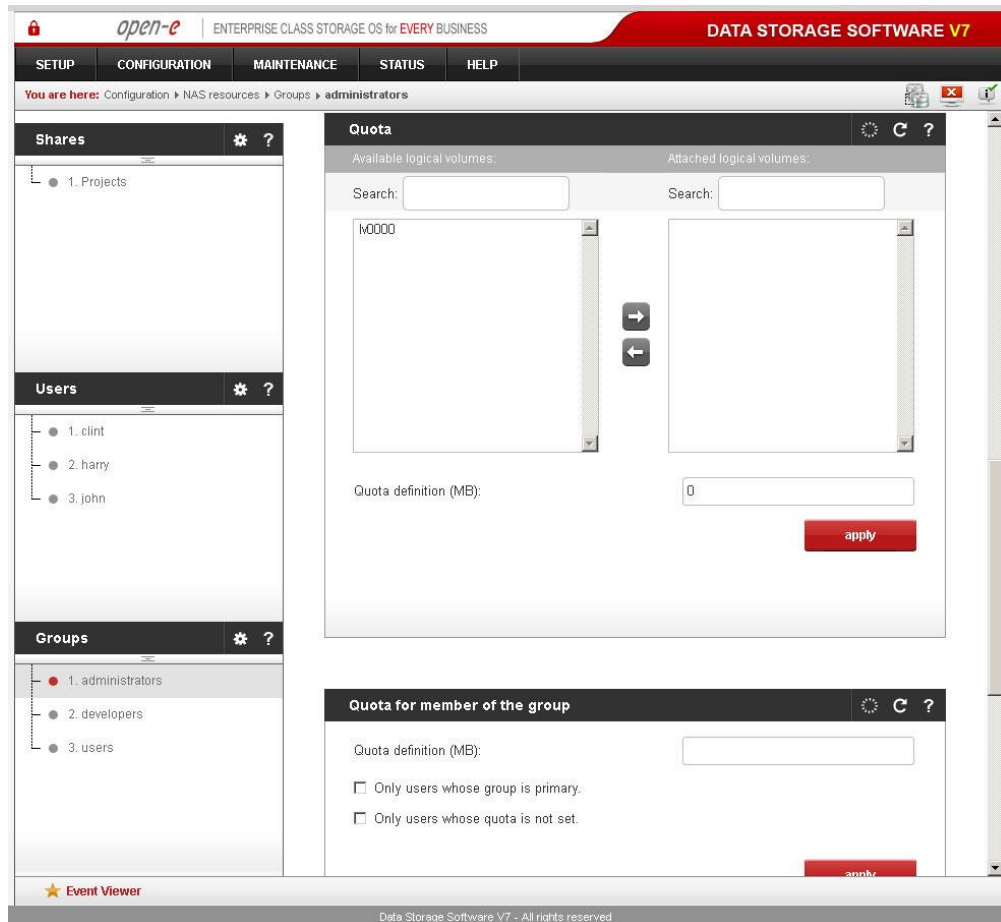 open-e ENTERPRISE CLASS STORAGE OS for EVERY BUSINESS
DATA STORAGE SOFTWARE V7
SETUP CONFIGURATION MAINTENANCE STATUS HELP
You are here: Configuration NAS resources Groups administrators
Shares ?
1. Projects
Users ?
1. clint
2. harry
3. john
Groups ?
1. administrators
2. developers
3. users
Quota ?
Available logical volumes: Attached logical volumes:
Search: Search:
lv0000
Quota definition (MB): 0
apply
Quota for member of the group ?
Quota definition (MB):
Only users whose group is primary.
Only users whose quota is not set.
apply
Event Viewer
Data Storage Software V7 - All rights reserved